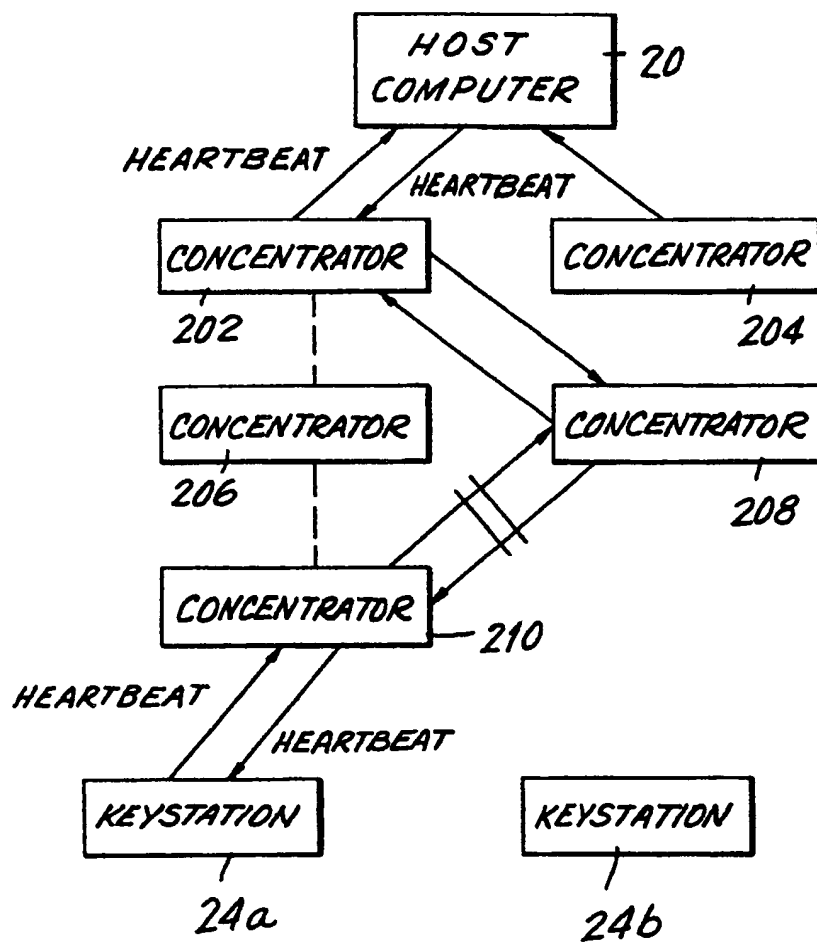 HOST
COMPUTER
20
HEARTBEAT
HEARTBEAT
CONCENTRATOR
CONCENTRATOR
202
204
CONCENTRATOR
CONCENTRATOR
206
208
CONCENTRATOR
210
HEARTBEAT
HEARTBEAT
KEYSTATION
KEYSTATION
24a
24b